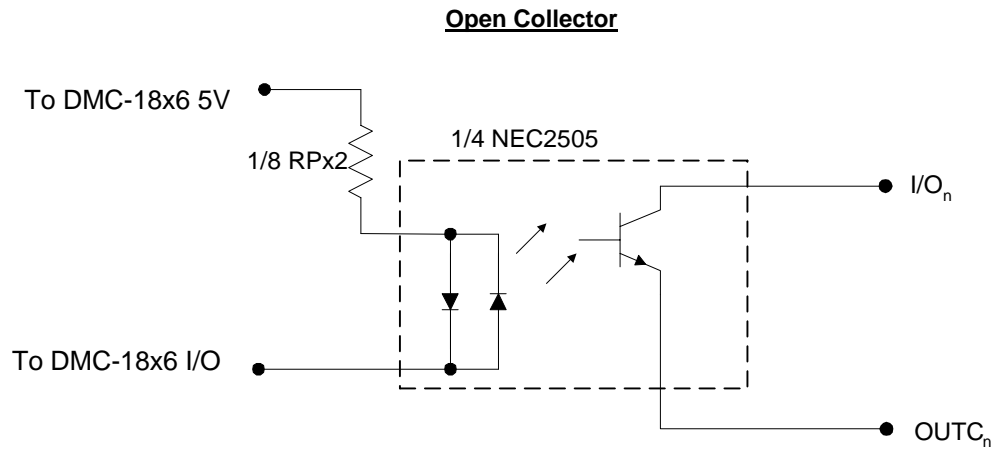 Open Collector
To DMC-18x6 5V
1/8 RPx2
1/4 NEC2505
I/On
To DMC-18x6 I/O
OUTCn